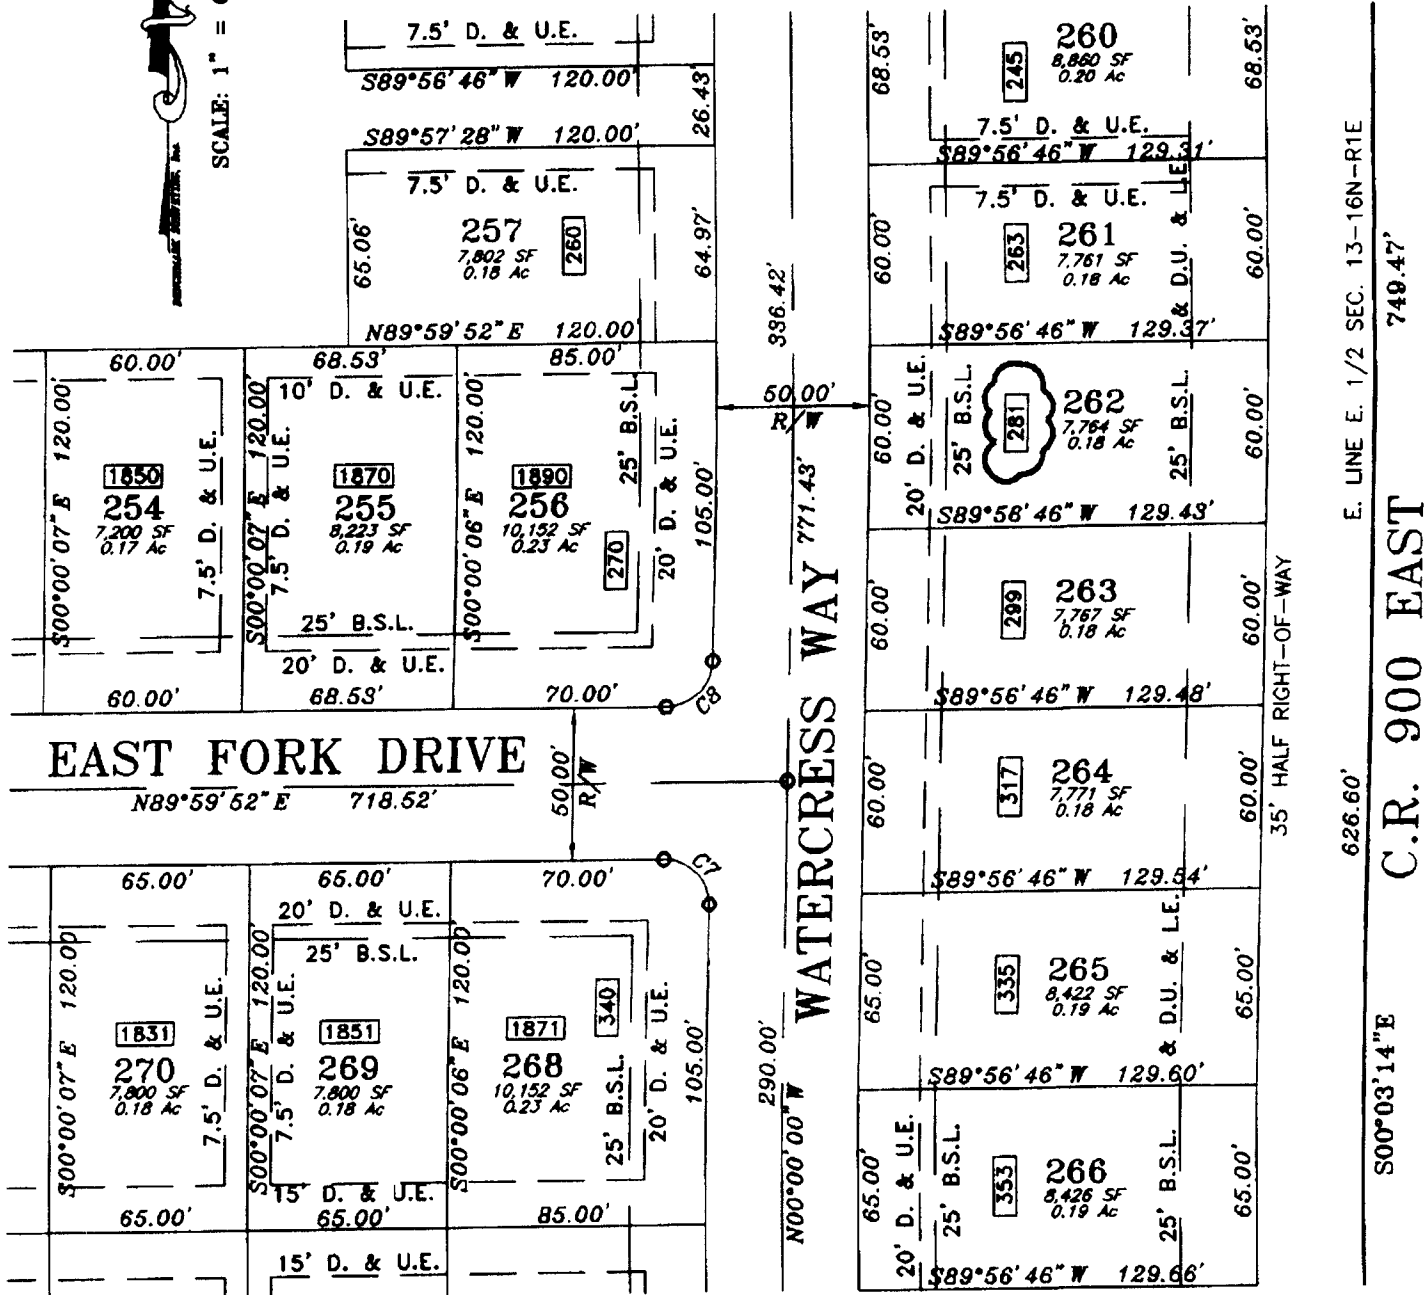 SCALE: 1" =
7.5' D. & U.E.
S89°56'46"W 120.00'
26.43'
S89°57'28"W 120.00'
7.5' D. & U.E.
65.06'
257
7,802 SF
0.18 Ac
260
64.97'
N89°59'52"E 120.00'
60.00'
68.53'
85.00'
10' D. & U.E.
S00°00'07"E 120.00'
1850
254
7,200 SF
0.17 Ac
7.5' D. & U.E.
S00°00'07"E 120.00'
7.5' D. & U.E.
1870
255
8,223 SF
0.19 Ac
S00°00'06"E 120.00'
1890
256
10,152 SF
0.23 Ac
270
25' B.S.L.
20' D. & U.E.
105.00'
25' B.S.L.
20' D. & U.E.
60.00'
68.53'
70.00'
C8
EAST FORK DRIVE
N89°59'52"E 718.52'
50.00'
R/W
65.00'
65.00'
70.00'
C7
20' D. & U.E.
25' B.S.L.
S00°00'07"E 120.00'
1831
270
7,800 SF
0.18 Ac
7.5' D. & U.E.
S00°00'07"E 120.00'
7.5' D. & U.E.
1851
269
7,800 SF
0.18 Ac
S00°00'06"E 120.00'
1871
268
10,152 SF
0.23 Ac
340
25' B.S.L.
20' D. & U.E.
105.00'
15' D. & U.E.
65.00'
65.00'
85.00'
15' D. & U.E.
336.42'
50.00'
R/W
771.43'
WATERCRESS WAY
290.00'
N00°00'00"W
68.53'
245
260
8,860 SF
0.20 Ac
68.53'
7.5' D. & U.E.
S89°56'46"W 129.31'
7.5' D. & U.E.
60.00'
263
261
7,761 SF
0.18 Ac
& D.U. & L.E.
60.00'
S89°56'46"W 129.37'
60.00'
20' D. & U.E.
25' B.S.L.
281
262
7,764 SF
0.18 Ac
25' B.S.L.
60.00'
S89°56'46"W 129.43'
60.00'
299
263
7,767 SF
0.18 Ac
60.00'
S89°56'46"W 129.48'
60.00'
317
264
7,771 SF
0.18 Ac
60.00'
S89°56'46"W 129.54'
65.00'
335
265
8,422 SF
0.19 Ac
& D.U. & LE.
65.00'
S89°56'46"W 129.60'
65.00'
20' D. & U.E.
25' B.S.L.
353
266
8,426 SF
0.19 Ac
25' B.S.L.
65.00'
S89°56'46"W 129.66'
35' HALF RIGHT-OF-WAY
E. LINE E. 1/2 SEC. 13-16N-R1E
749.47'
626.60'
C.R. 900 EAST
S00°03'14"E